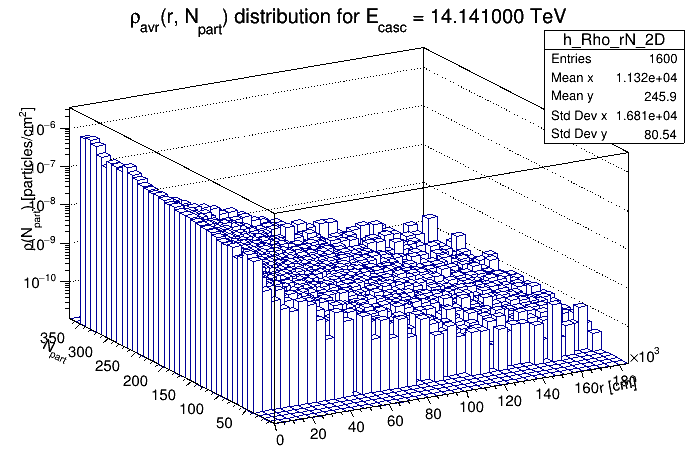 ρavr(r, Npart) distribution for Ecasc = 14.141000 TeV
h_Rho_rN_2D
Entries 1600
Mean x 1.132e+04
Mean y 245.9
Std Dev x 1.681e+04
Std Dev y 80.54
ρ(Npart), [particles/cm²]
10⁻⁶
10⁻⁷
10⁻⁸
10⁻⁹
10⁻¹⁰
350
300
250
200
150
100
50
Npart
0
20
40
60
80
100
120
140
160
180
r [cm]
×10³